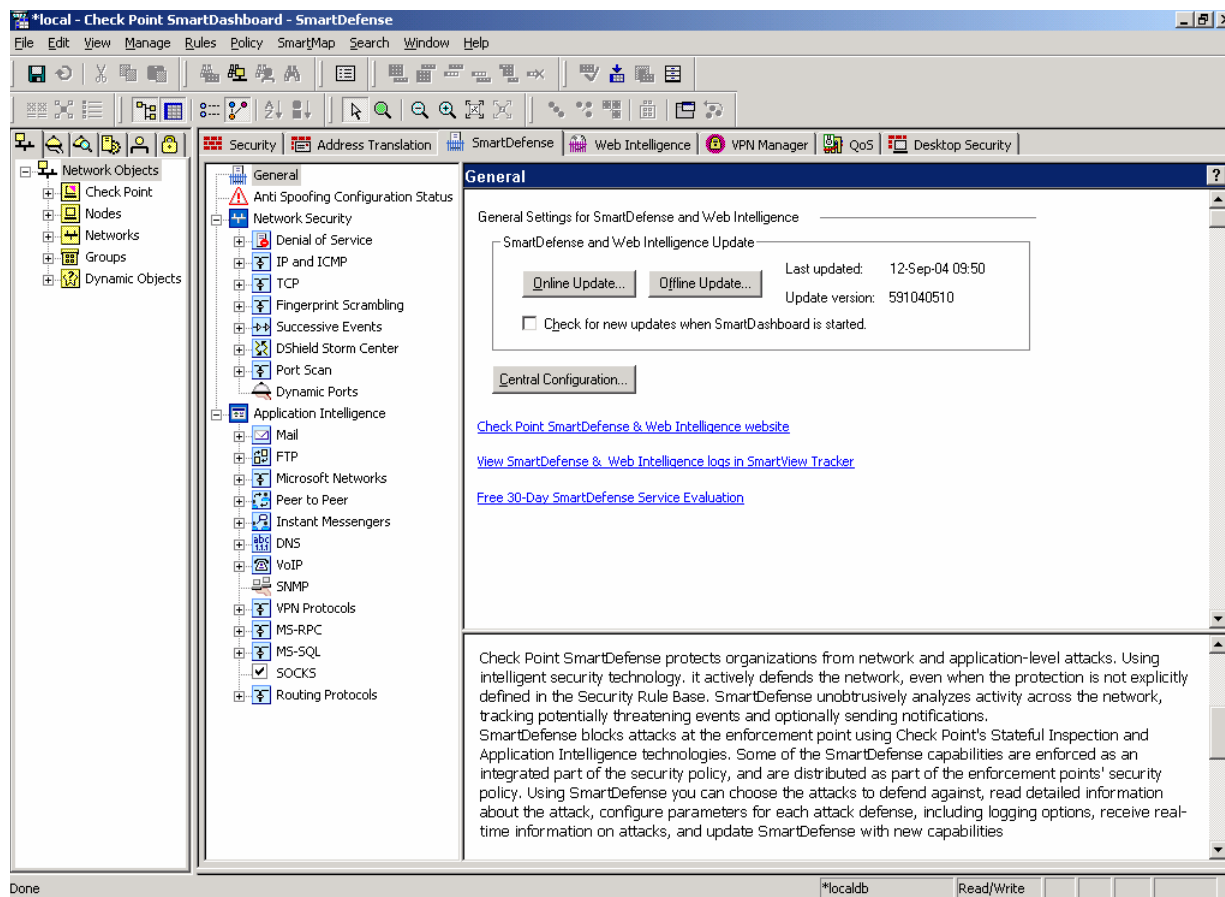 *local - Check Point SmartDashboard - SmartDefense
File Edit View Manage Rules Policy SmartMap Search Window Help
Security Address Translation SmartDefense Web Intelligence VPN Manager QoS Desktop Security
Network Objects
Check Point
Nodes
Networks
Groups
Dynamic Objects
General
Anti Spoofing Configuration Status
Network Security
Denial of Service
IP and ICMP
TCP
Fingerprint Scrambling
Successive Events
DShield Storm Center
Port Scan
Dynamic Ports
Application Intelligence
Mail
FTP
Microsoft Networks
Peer to Peer
Instant Messengers
DNS
VoIP
SNMP
VPN Protocols
MS-RPC
MS-SQL
SOCKS
Routing Protocols
General
General Settings for SmartDefense and Web Intelligence
SmartDefense and Web Intelligence Update
Online Update... Offline Update... Last updated: 12-Sep-04 09:50
Update version: 591040510
Check for new updates when SmartDashboard is started.
Central Configuration...
Check Point SmartDefense & Web Intelligence website
View SmartDefense & Web Intelligence logs in SmartView Tracker
Free 30-Day SmartDefense Service Evaluation
Check Point SmartDefense protects organizations from network and application-level attacks. Using
intelligent security technology. it actively defends the network, even when the protection is not explicitly
defined in the Security Rule Base. SmartDefense unobtrusively analyzes activity across the network,
tracking potentially threatening events and optionally sending notifications.
SmartDefense blocks attacks at the enforcement point using Check Point's Stateful Inspection and
Application Intelligence technologies. Some of the SmartDefense capabilities are enforced as an
integrated part of the security policy, and are distributed as part of the enforcement points' security
policy. Using SmartDefense you can choose the attacks to defend against, read detailed information
about the attack, configure parameters for each attack defense, including logging options, receive real-
time information on attacks, and update SmartDefense with new capabilities
Done *localdb Read/Write